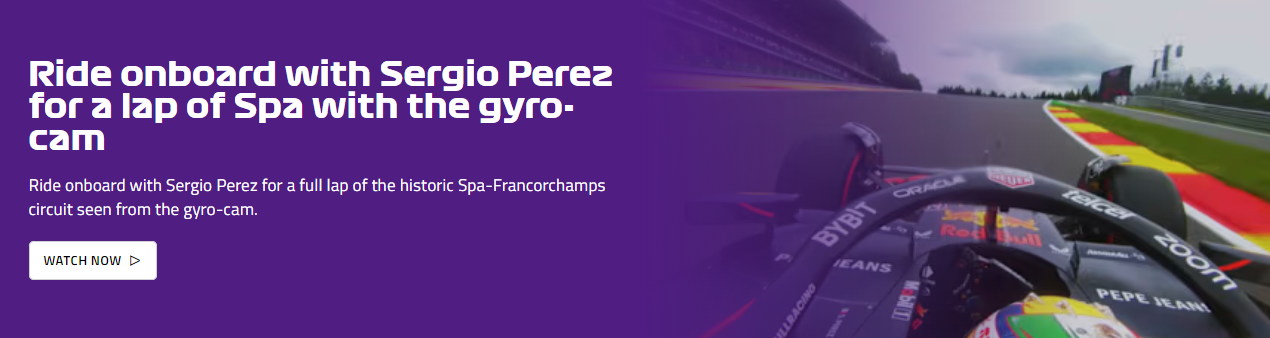 Ride onboard with Sergio Perez
for a lap of Spa with the gyro-
cam
Ride onboard with Sergio Perez for a full lap of the historic Spa-Francorchamps
circuit seen from the gyro-cam.
WATCH NOW
ORACLE
BYBIT
telcel
zoom
Red Bull
JEANS
PEPE JEANS